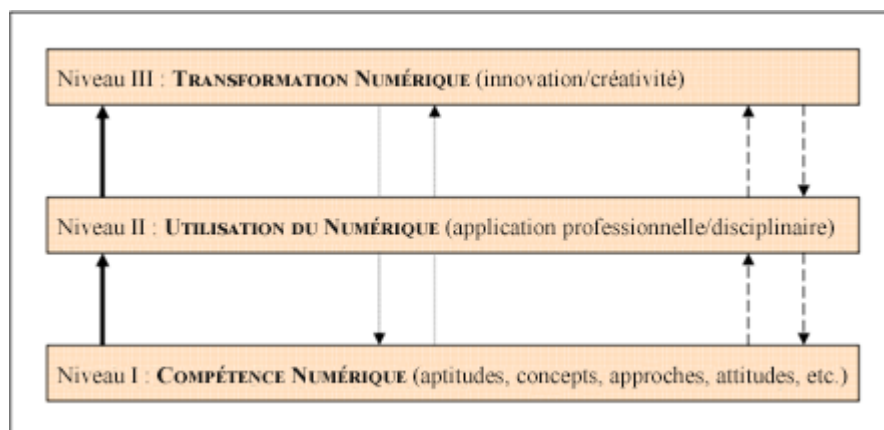 Niveau III : TRANSFORMATION NUMÉRIQUE (innovation/créativité)
Niveau II : UTILISATION DU NUMÉRIQUE (application professionnelle/disciplinaire)
Niveau I : COMPÉTENCE NUMÉRIQUE (aptitudes, concepts, approches, attitudes, etc.)